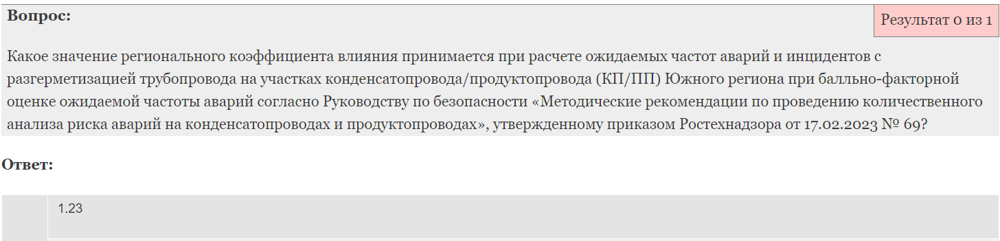 Вопрос:
Результат 0 из 1
Какое значение регионального коэффициента влияния принимается при расчете ожидаемых частот аварий и инцидентов с
разгерметизацией трубопровода на участках конденсатопровода/продуктопровода (КП/ПП) Южного региона при балльно-факторной
оценке ожидаемой частоты аварий согласно Руководству по безопасности «Методические рекомендации по проведению количественного
анализа риска аварий на конденсатопроводах и продуктопроводах», утвержденному приказом Ростехнадзора от 17.02.2023 № 69?
Ответ:
1.23